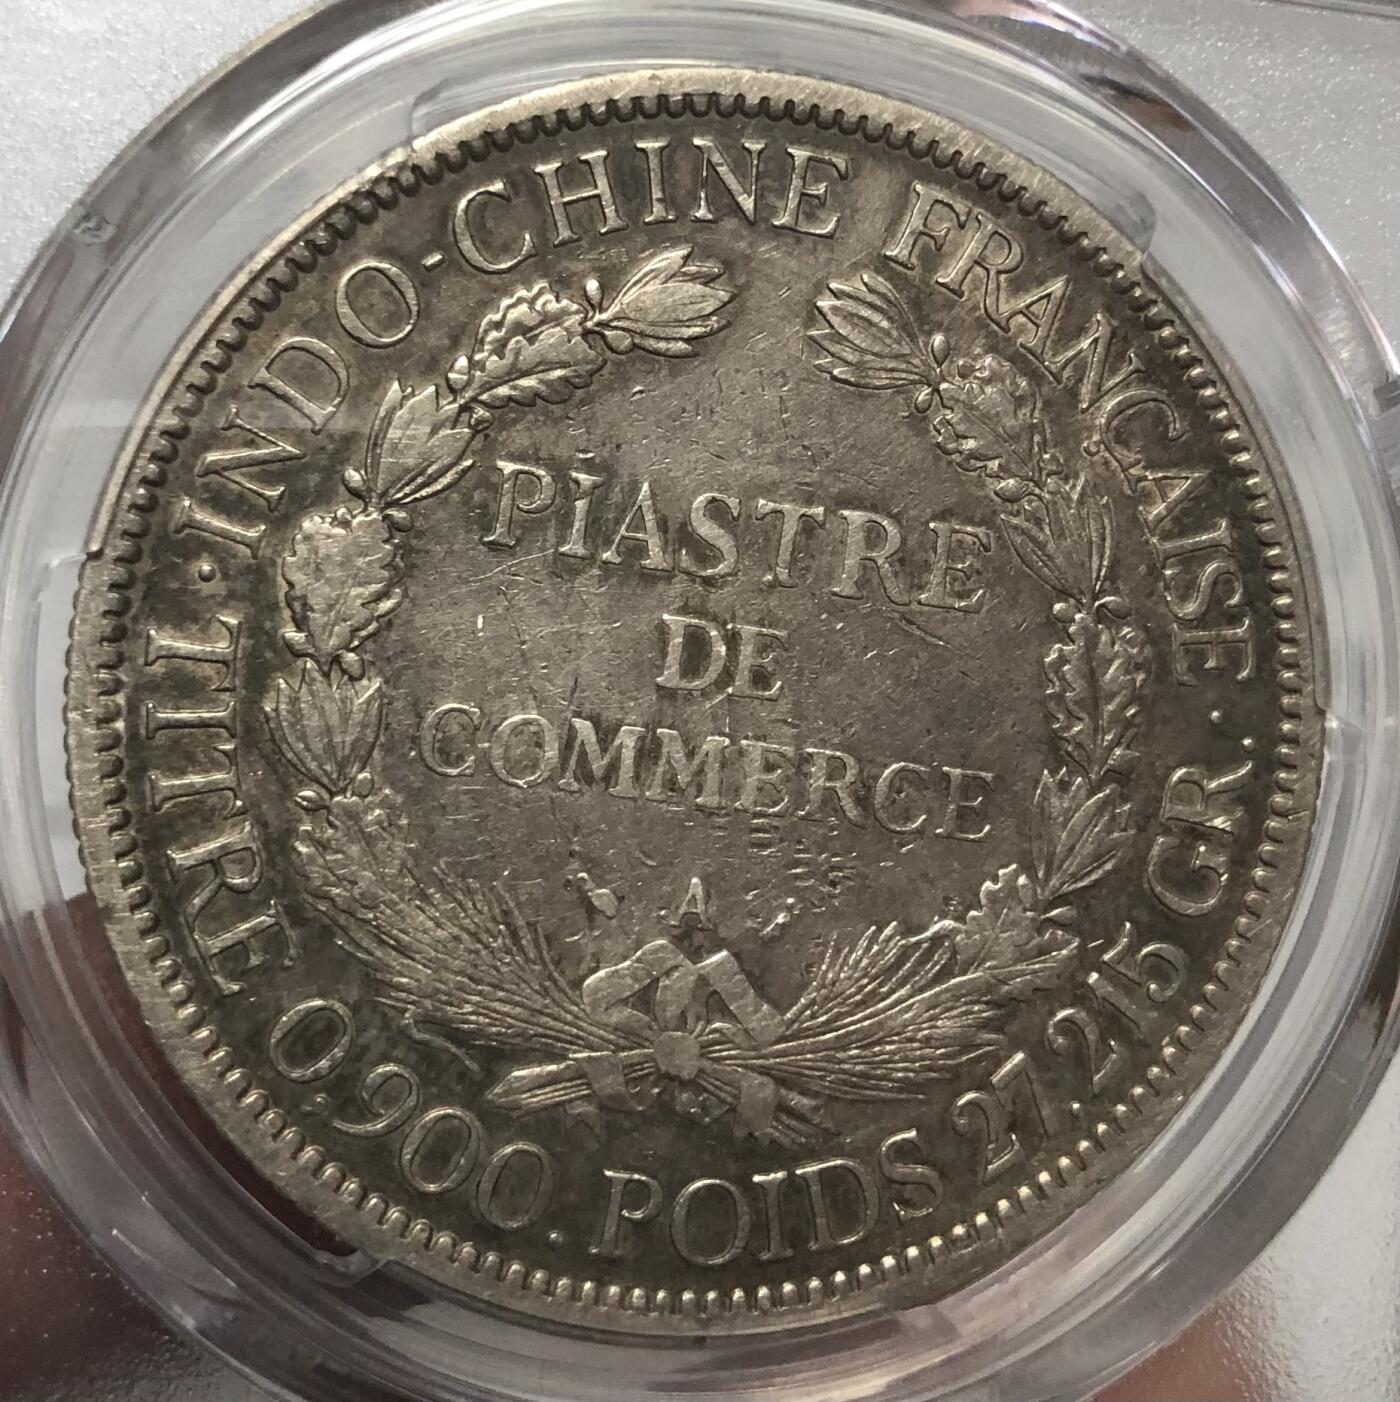 INDO-CHINE FRANÇAISE
PIASTRE
DE
COMMERCE
A
TITRE 0,900. POIDS 27.215 GR.